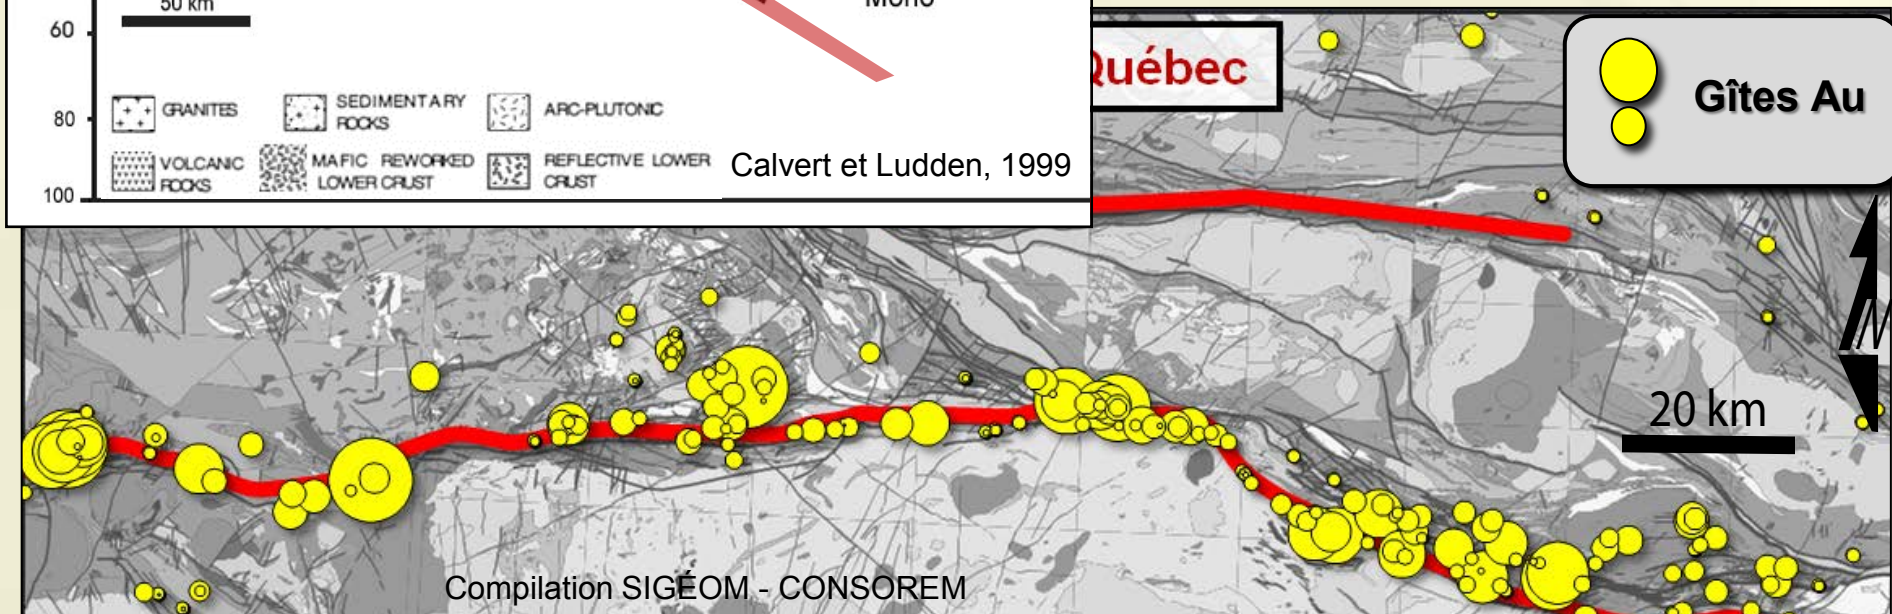 50 km
Moho
60
Québec
Gîtes Au
80
GRANITES
SEDIMENTARY
ROCKS
ARC-PLUTONIC
VOLCANIC
ROCKS
MAFIC REWORKED
LOWER CRUST
REFLECTIVE LOWER
CRUST
Calvert et Ludden, 1999
100
N
20 km
Compilation SIGÉOM - CONSOREM